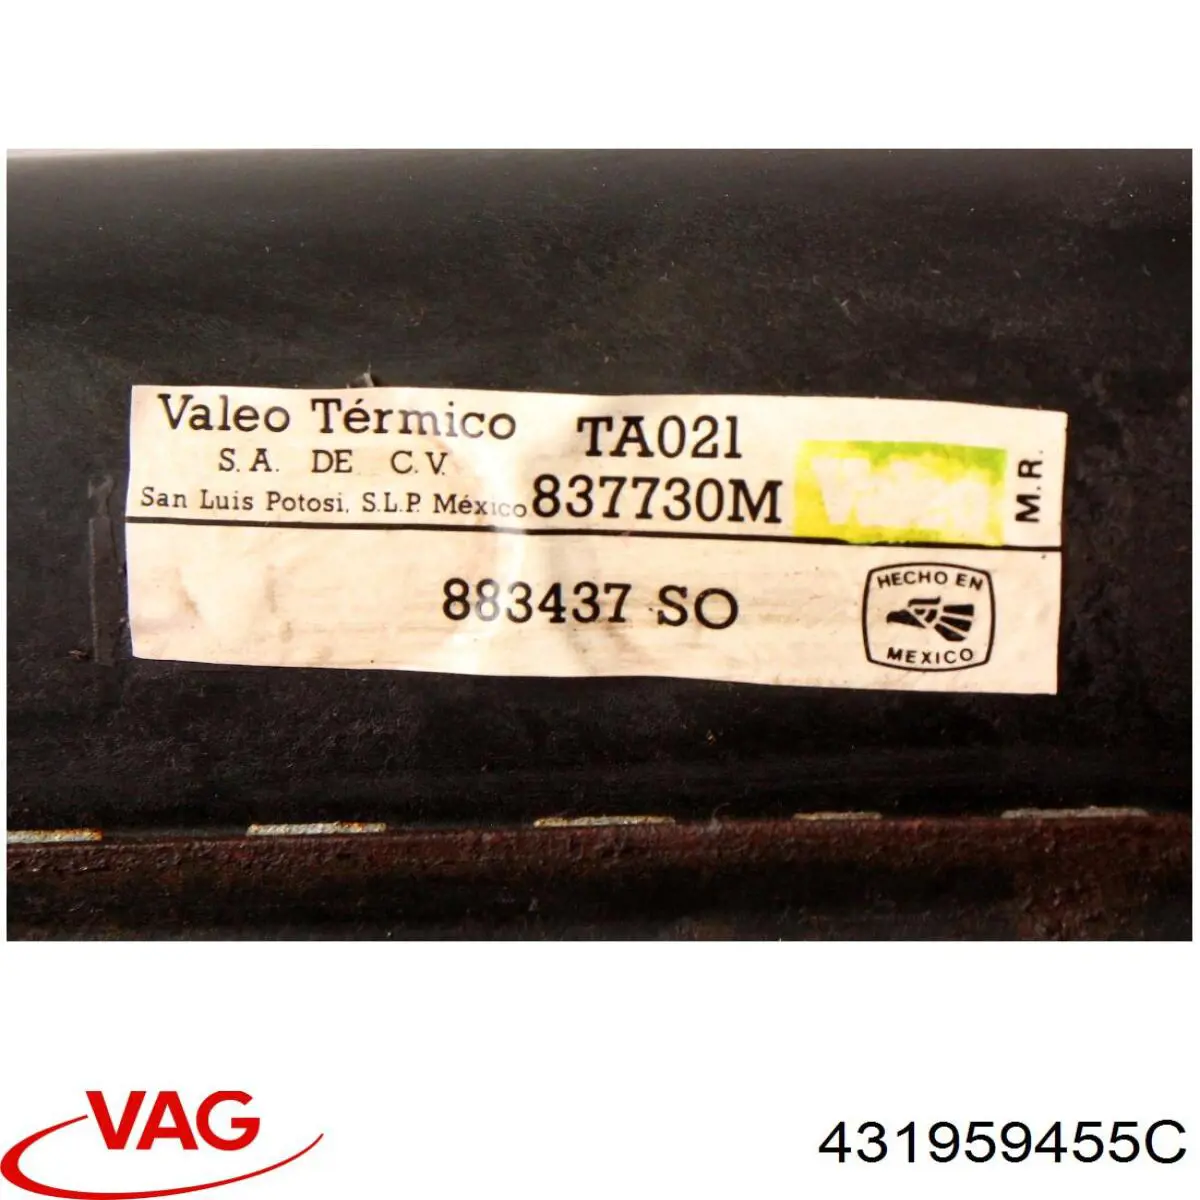 Valeo Térmico
S.A. DE C.V.
San Luis Potosi, S.L.P. México
TA021
837730M
Valeo
M.R.
883437 SO
HECHO EN
MEXICO
VAG
431959455C